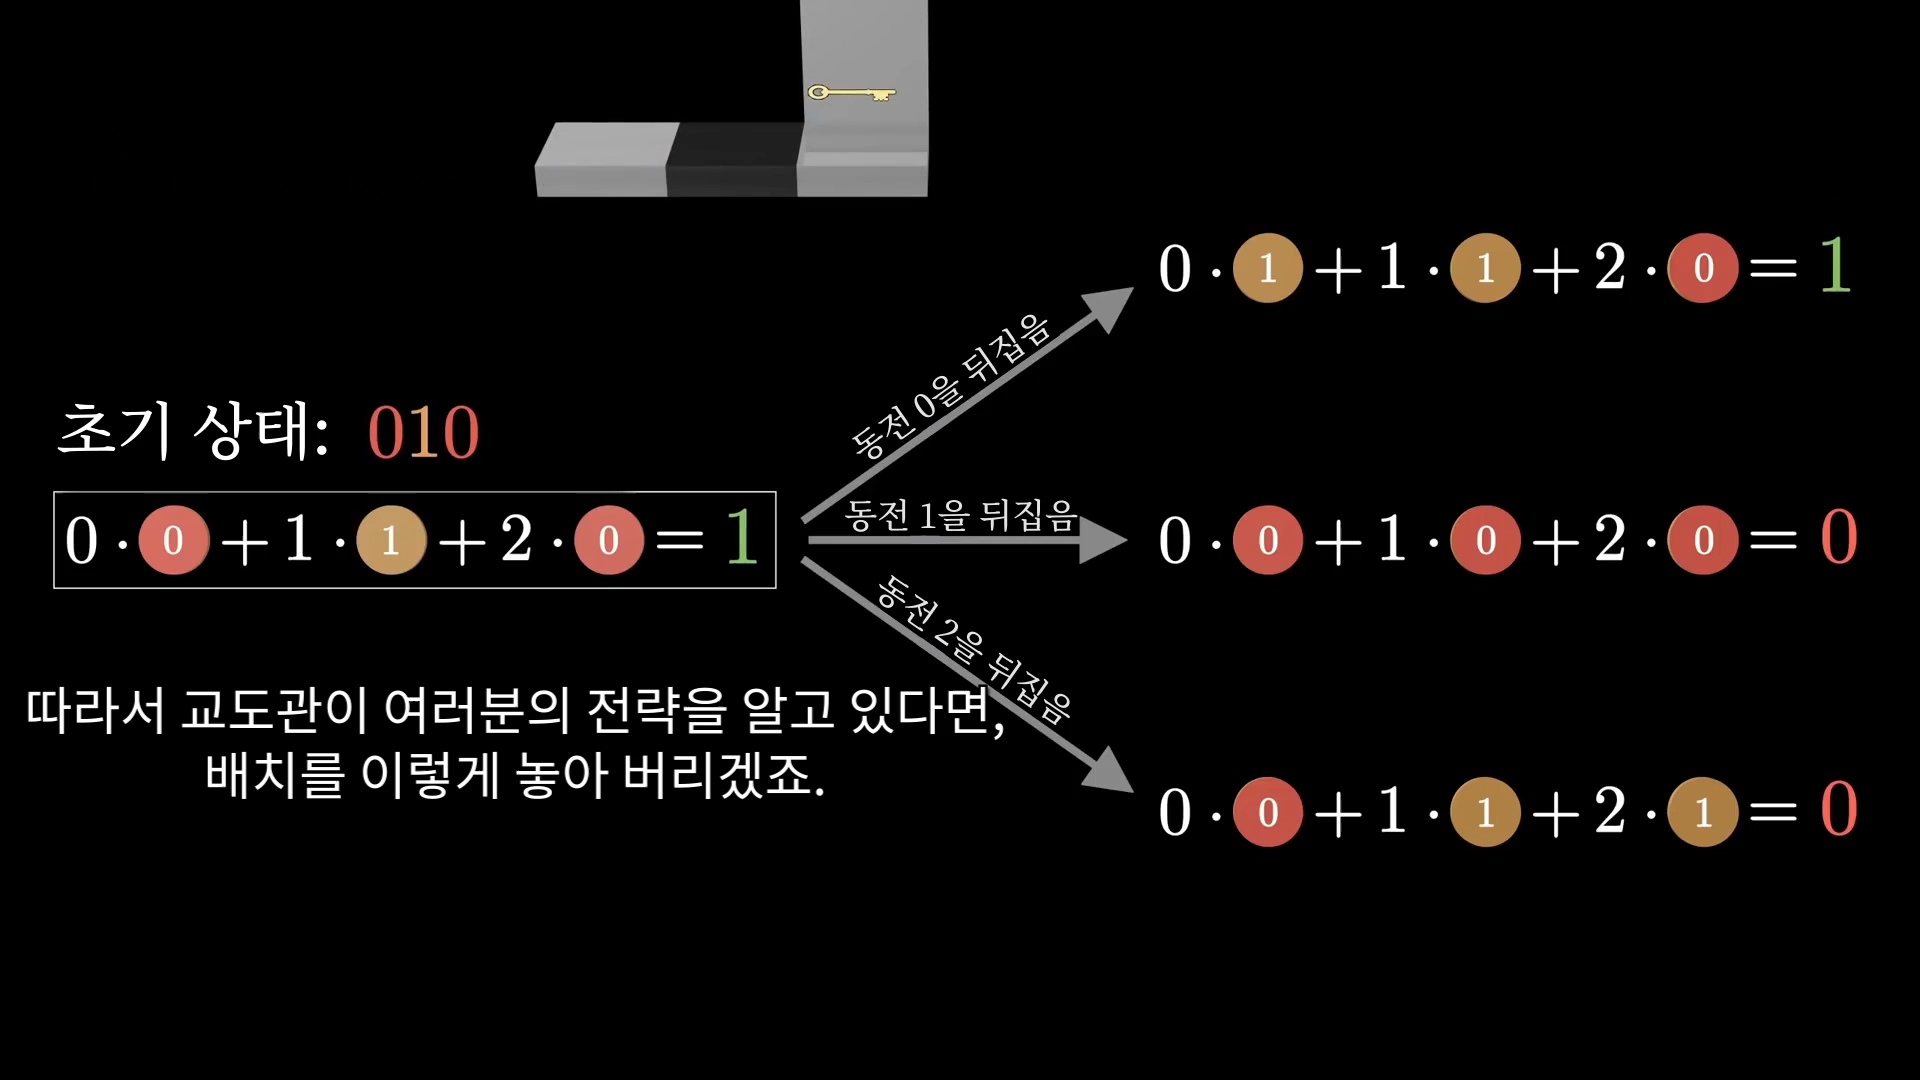 초기 상태: 010
0 · 0 + 1 · 1 + 2 · 0 = 1
동전 0을 뒤집음
동전 1을 뒤집음
동전 2을 뒤집음
0 · 1 + 1 · 1 + 2 · 0 = 1
0 · 0 + 1 · 0 + 2 · 0 = 0
0 · 0 + 1 · 1 + 2 · 1 = 0
따라서 교도관이 여러분의 전략을 알고 있다면,
배치를 이렇게 놓아 버리겠죠.